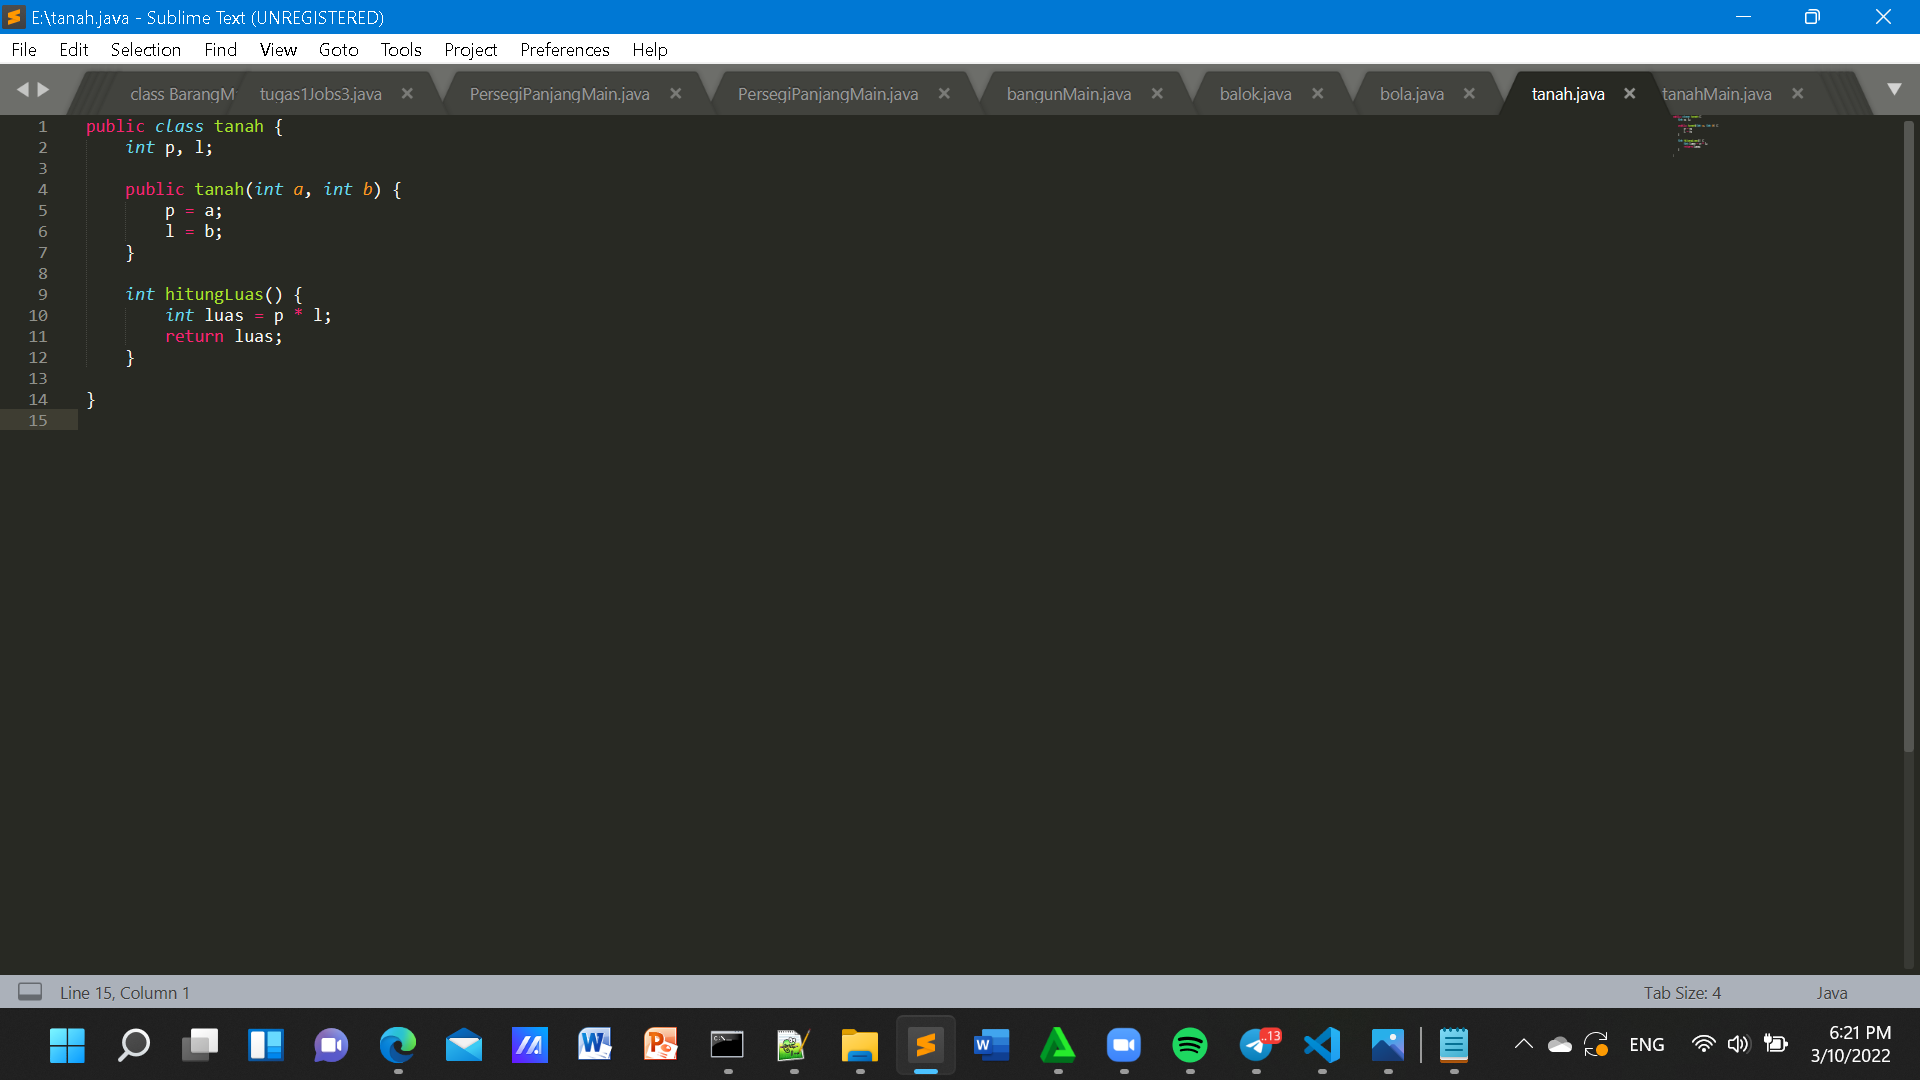 E:\tanah.java - Sublime Text (UNREGISTERED)
File Edit Selection Find View Goto Tools Project Preferences Help
class BarangM tugas1Jobs3.java PersegiPanjangMain.java PersegiPanjangMain.java bangunMain.java balok.java bola.java tanah.java tanahMain.java
1 public class tanah {
2 int p, l;
3
4 public tanah(int a, int b) {
5 p = a;
6 l = b;
7 }
8
9 int hitungLuas() {
10 int luas = p * l;
11 return luas;
12 }
13
14 }
15
Line 15, Column 1 Tab Size: 4 Java
ENG 6:21 PM
3/10/2022